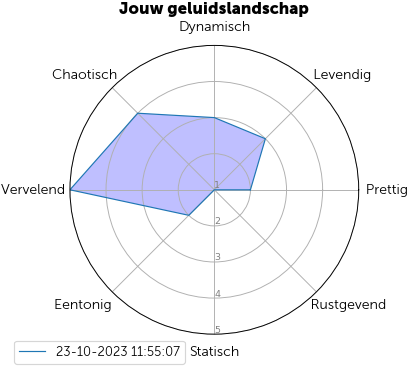 Jouw geluidslandschap
Dynamisch
Chaotisch
Levendig
Vervelend
1
Prettig
2
3
Eentonig
4
Rustgevend
5
23-10-2023 11:55:07
Statisch